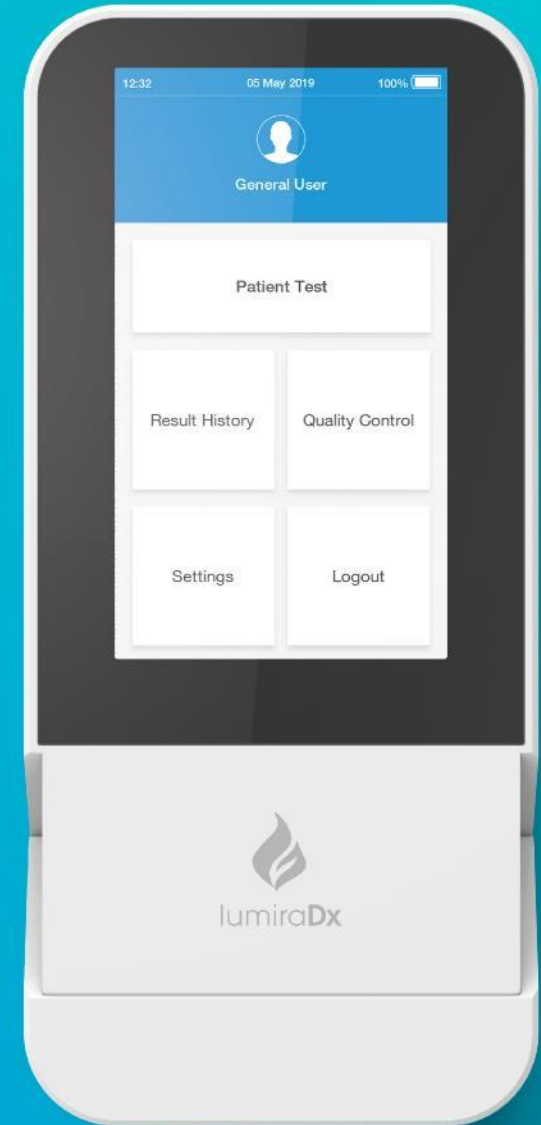 12:32 05 May 2019 100%
General User
Patient Test
Result History Quality Control
Settings Logout
lumiraDx